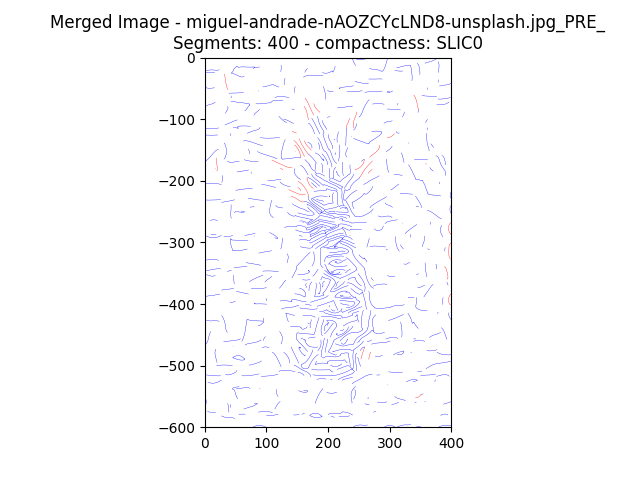 Merged Image - miguel-andrade-nAOZCYcLND8-unsplash.jpg_PRE_
Segments: 400 - compactness: SLIC0
0
−100
−200
−300
−400
−500
−600
0 100 200 300 400